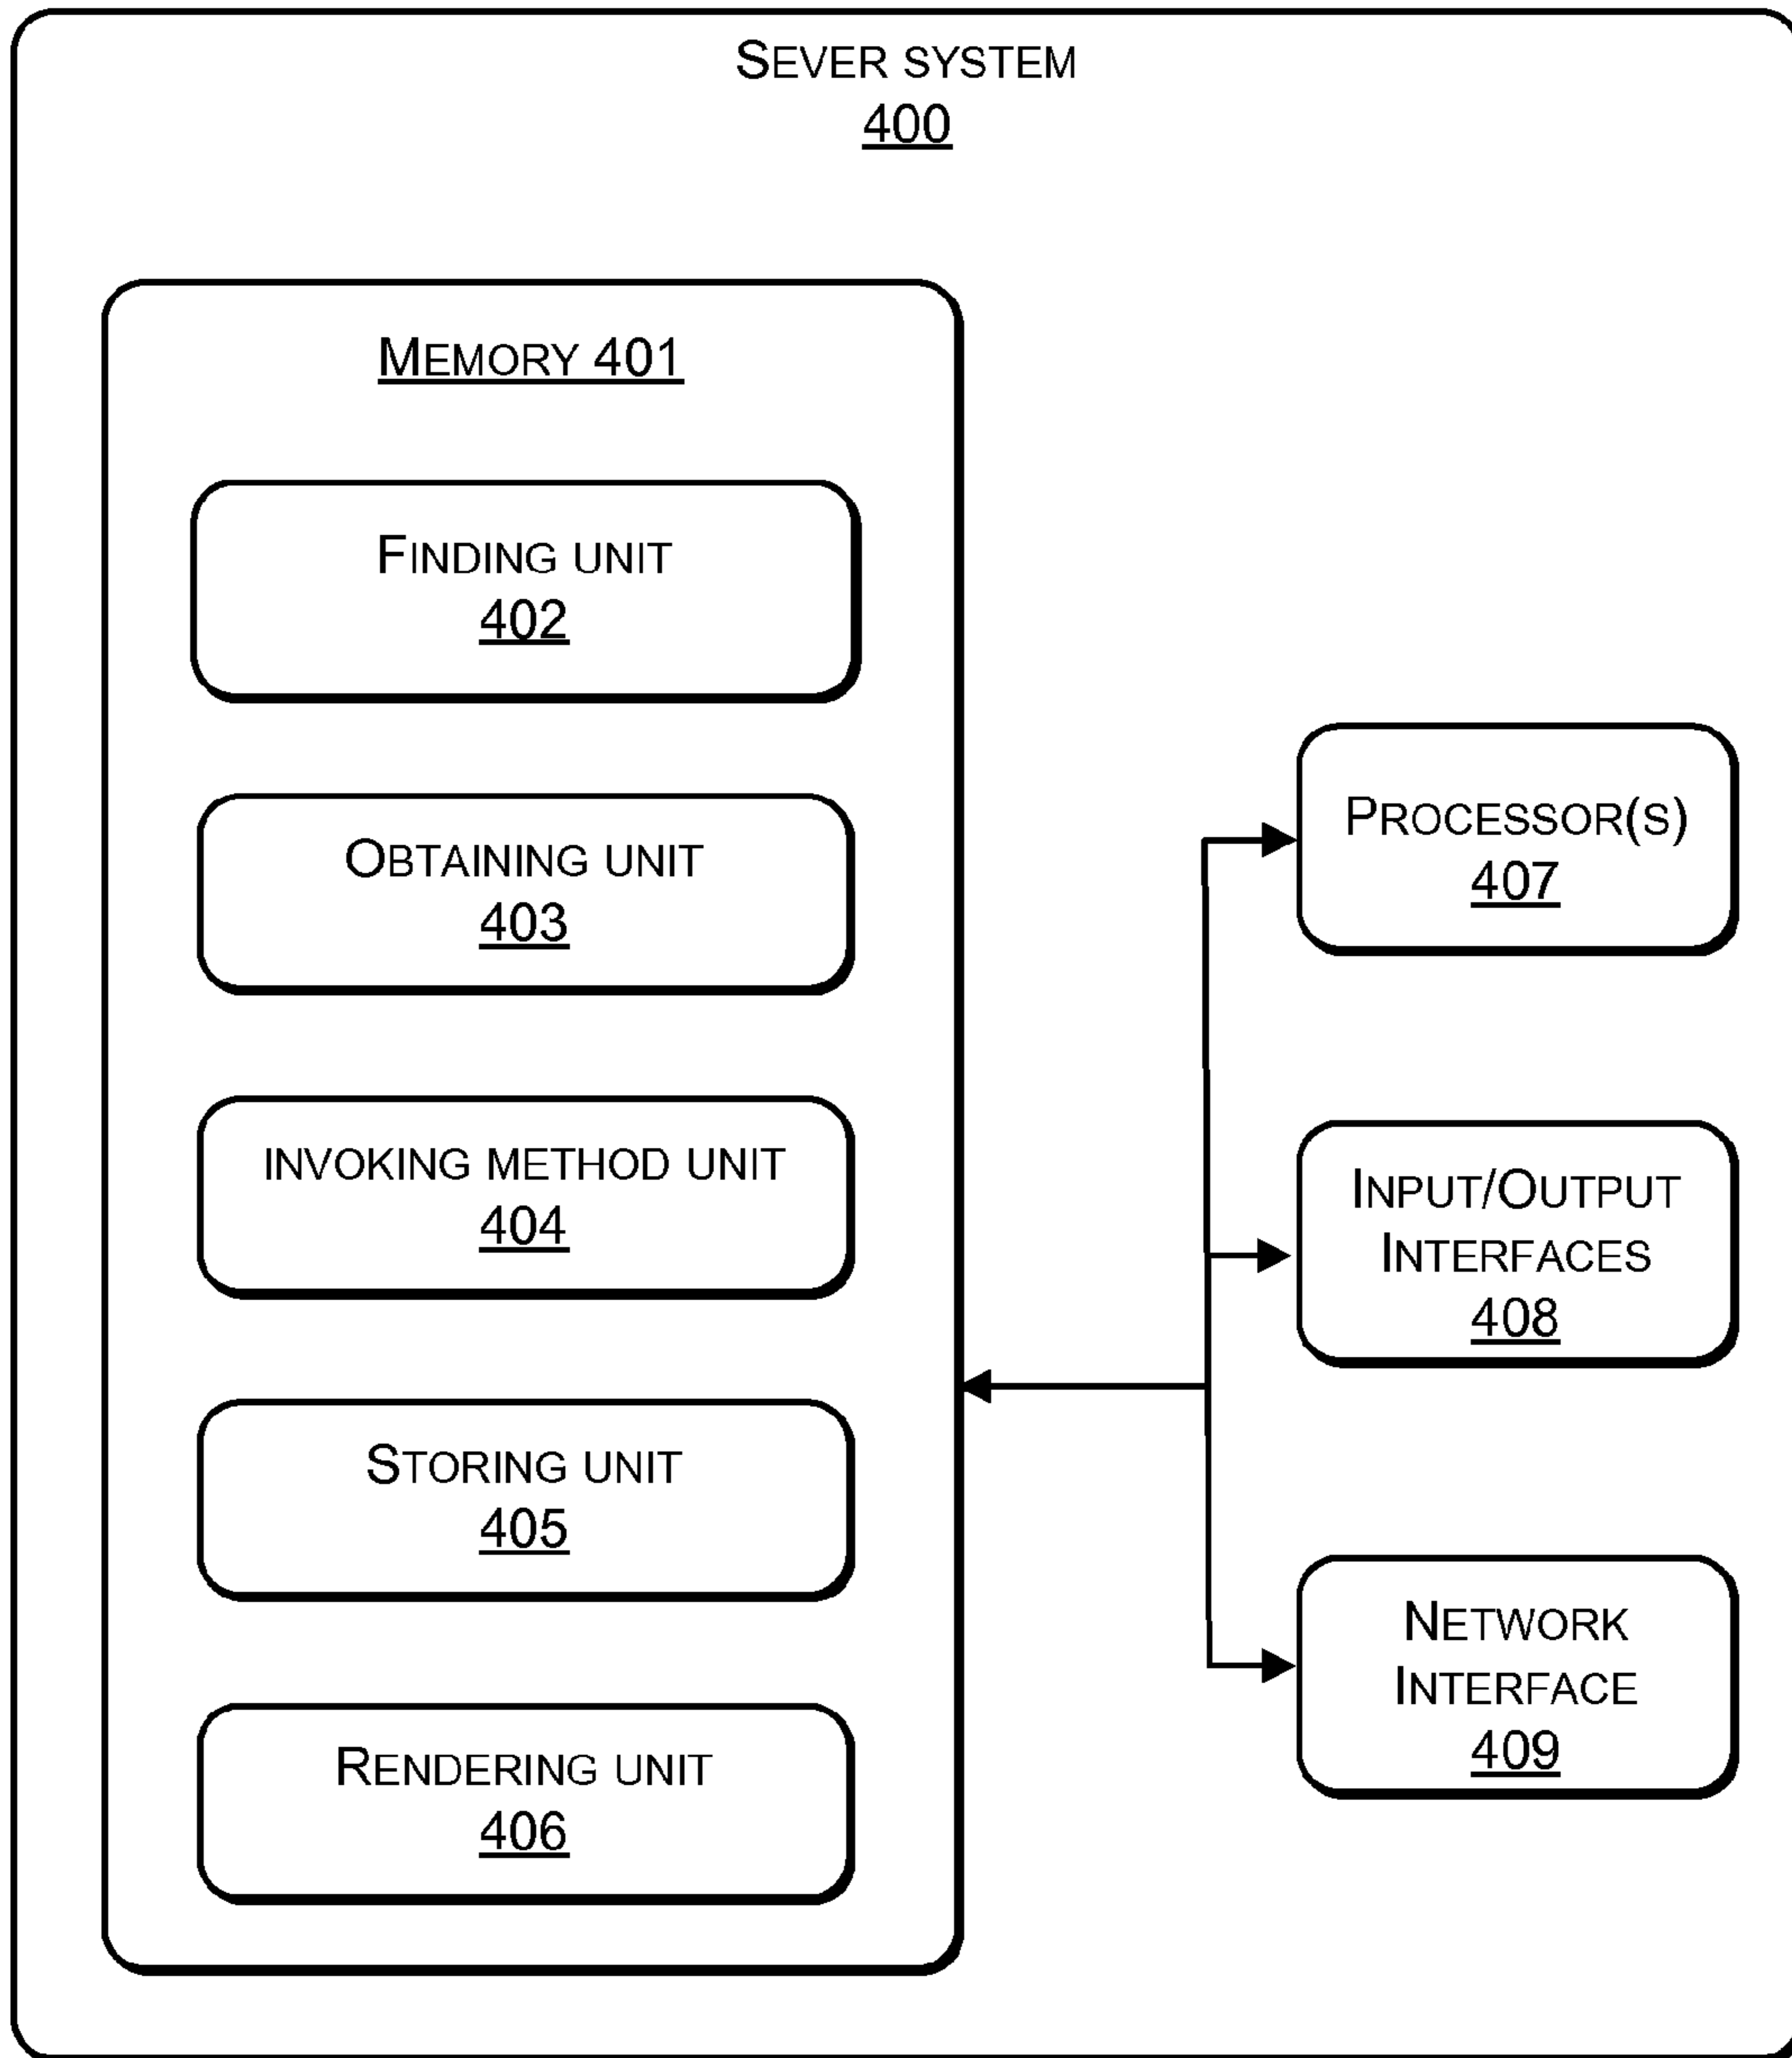 SEVER SYSTEM
400
MEMORY 401
FINDING UNIT
402
OBTAINING UNIT
403
INVOKING METHOD UNIT
404
STORING UNIT
405
RENDERING UNIT
406
PROCESSOR(S)
407
INPUT/OUTPUT
INTERFACES
408
NETWORK
INTERFACE
409